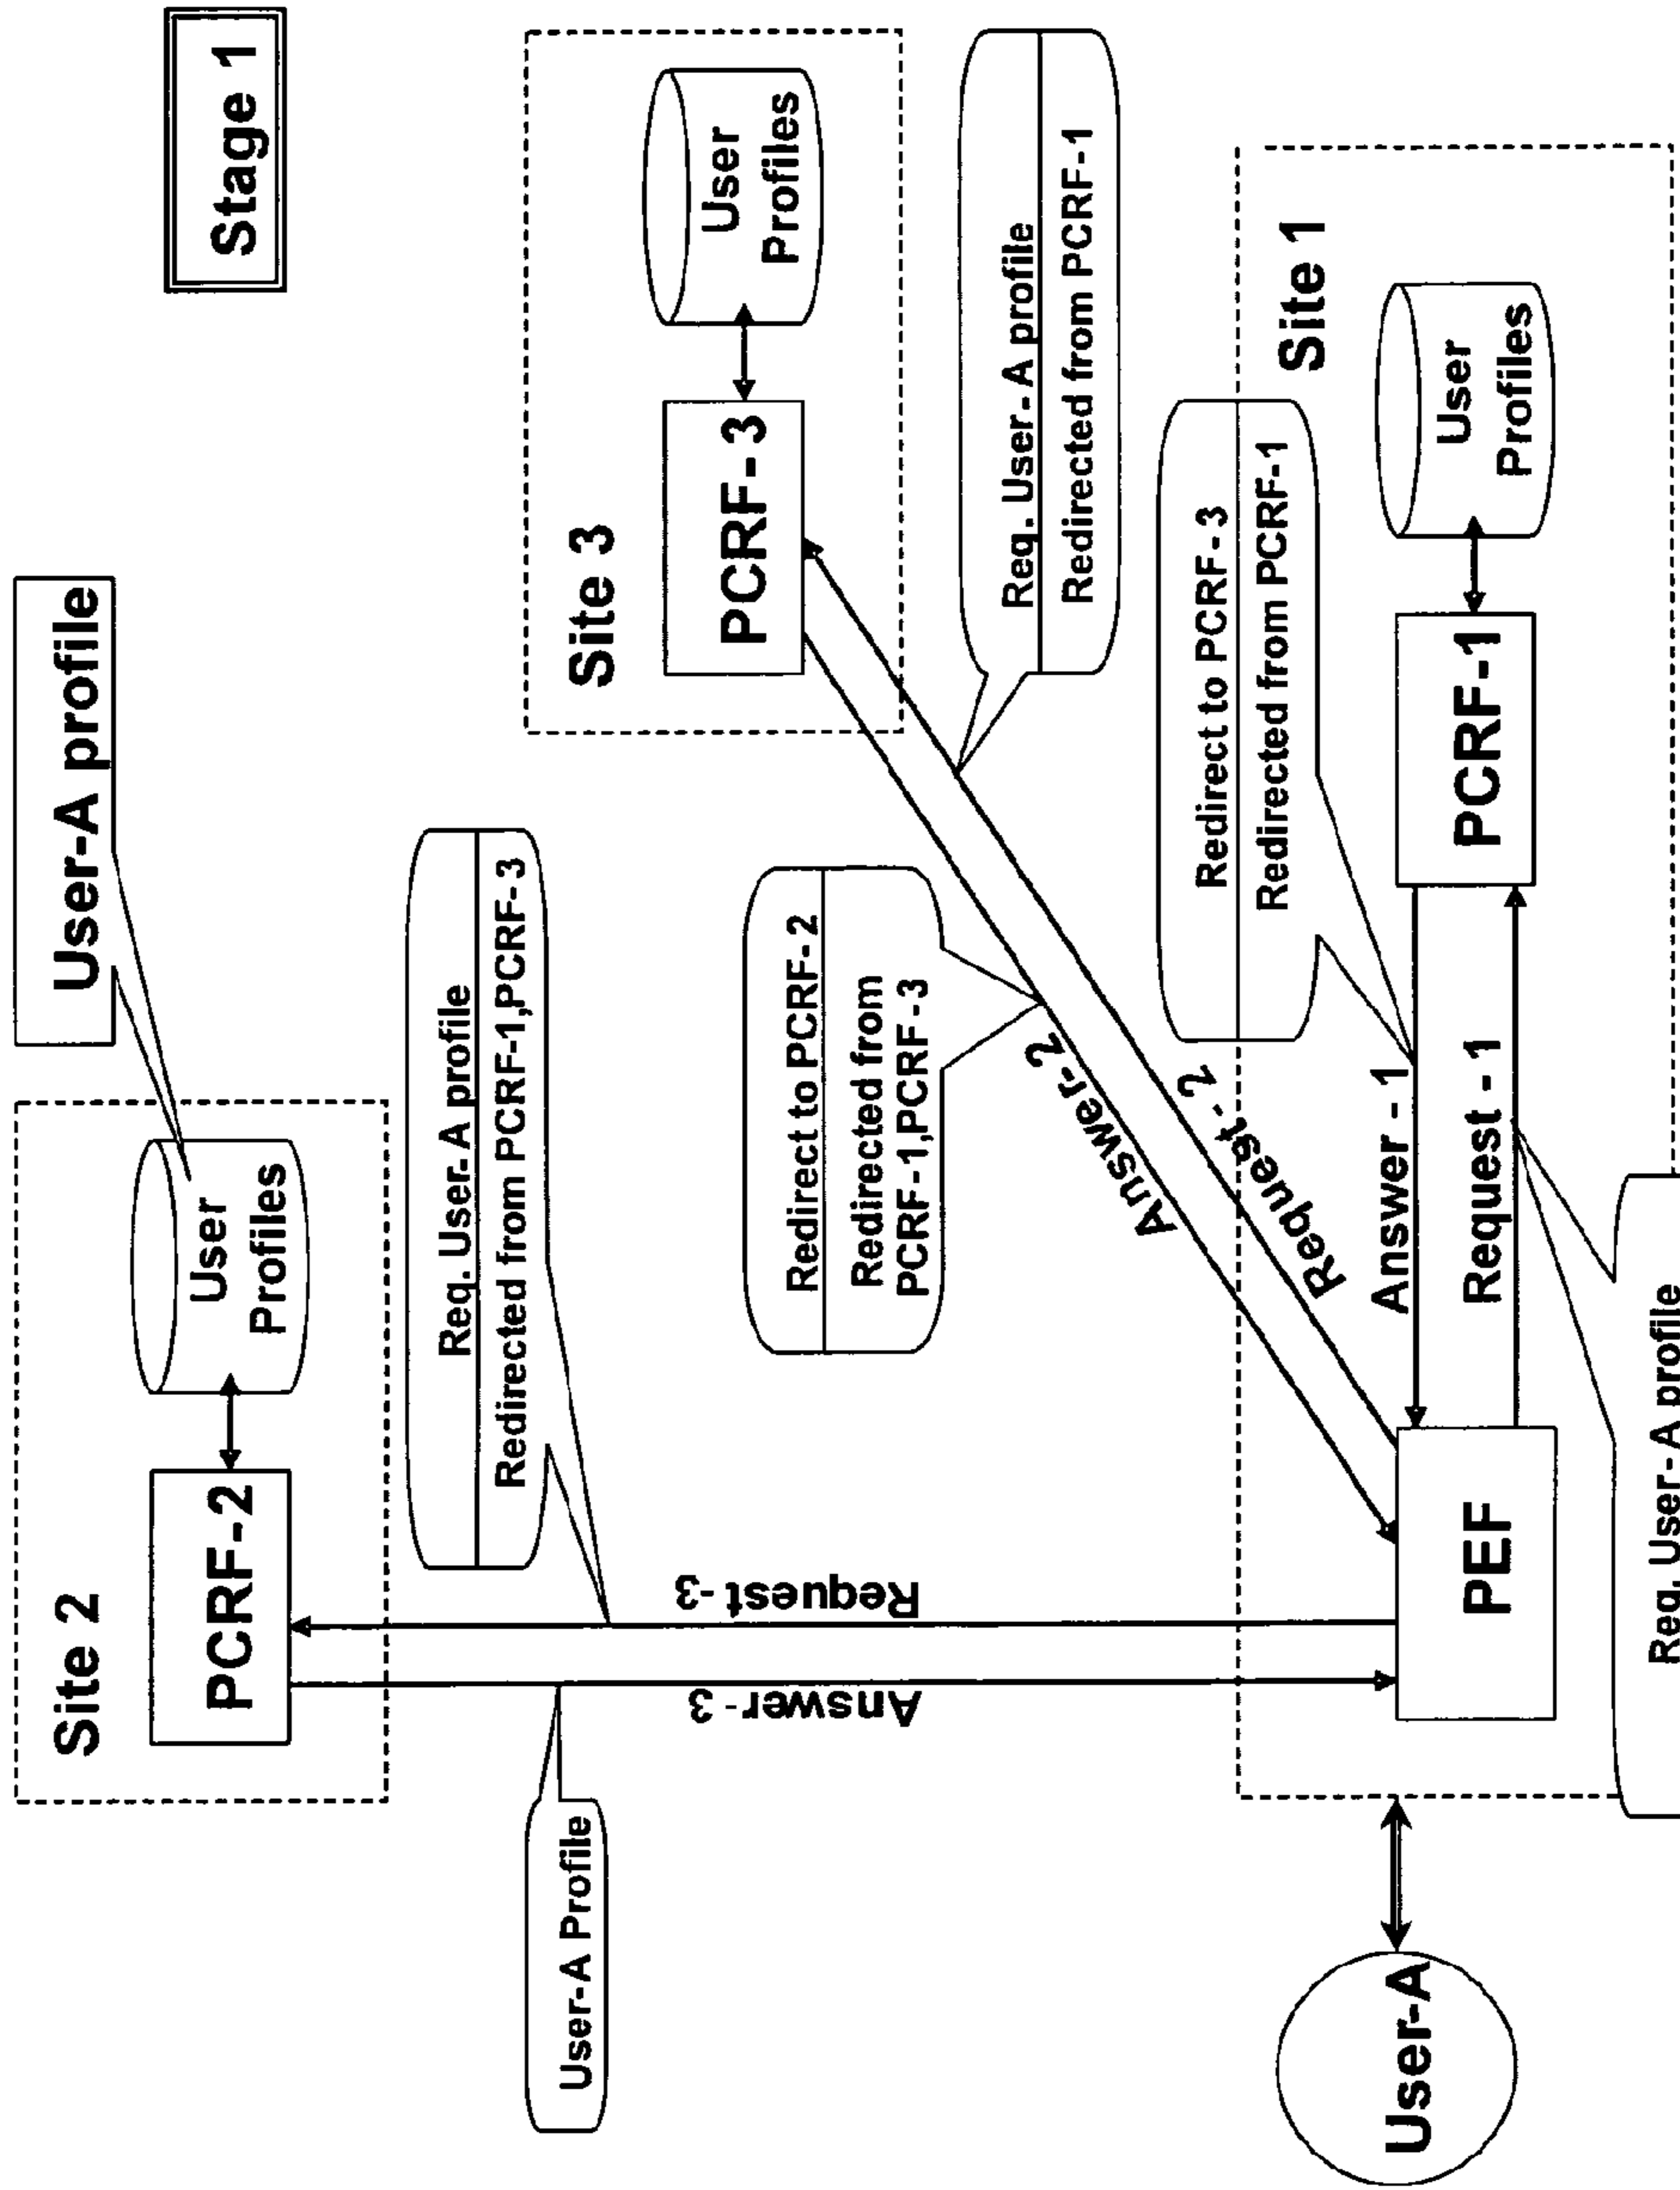 Stage 1
User-A profile
Site 2
PCRF-2
User
Profiles
Req. User-A profile
Redirected from PCRF-1,PCRF-3
Site 3
PCRF-3
User
Profiles
User-A Profile
Answer-3
Request-3
Redirect to PCRF-2
Redirected from
PCRF-1,PCRF-3
Req. User-A profile
Redirected from PCRF-1
Answer-2
Request-2
Redirect to PCRF-3
Redirected from PCRF-1
Site 1
User-A
PEF
Answer - 1
Request - 1
PCRF-1
User
Profiles
Req. User-A profile